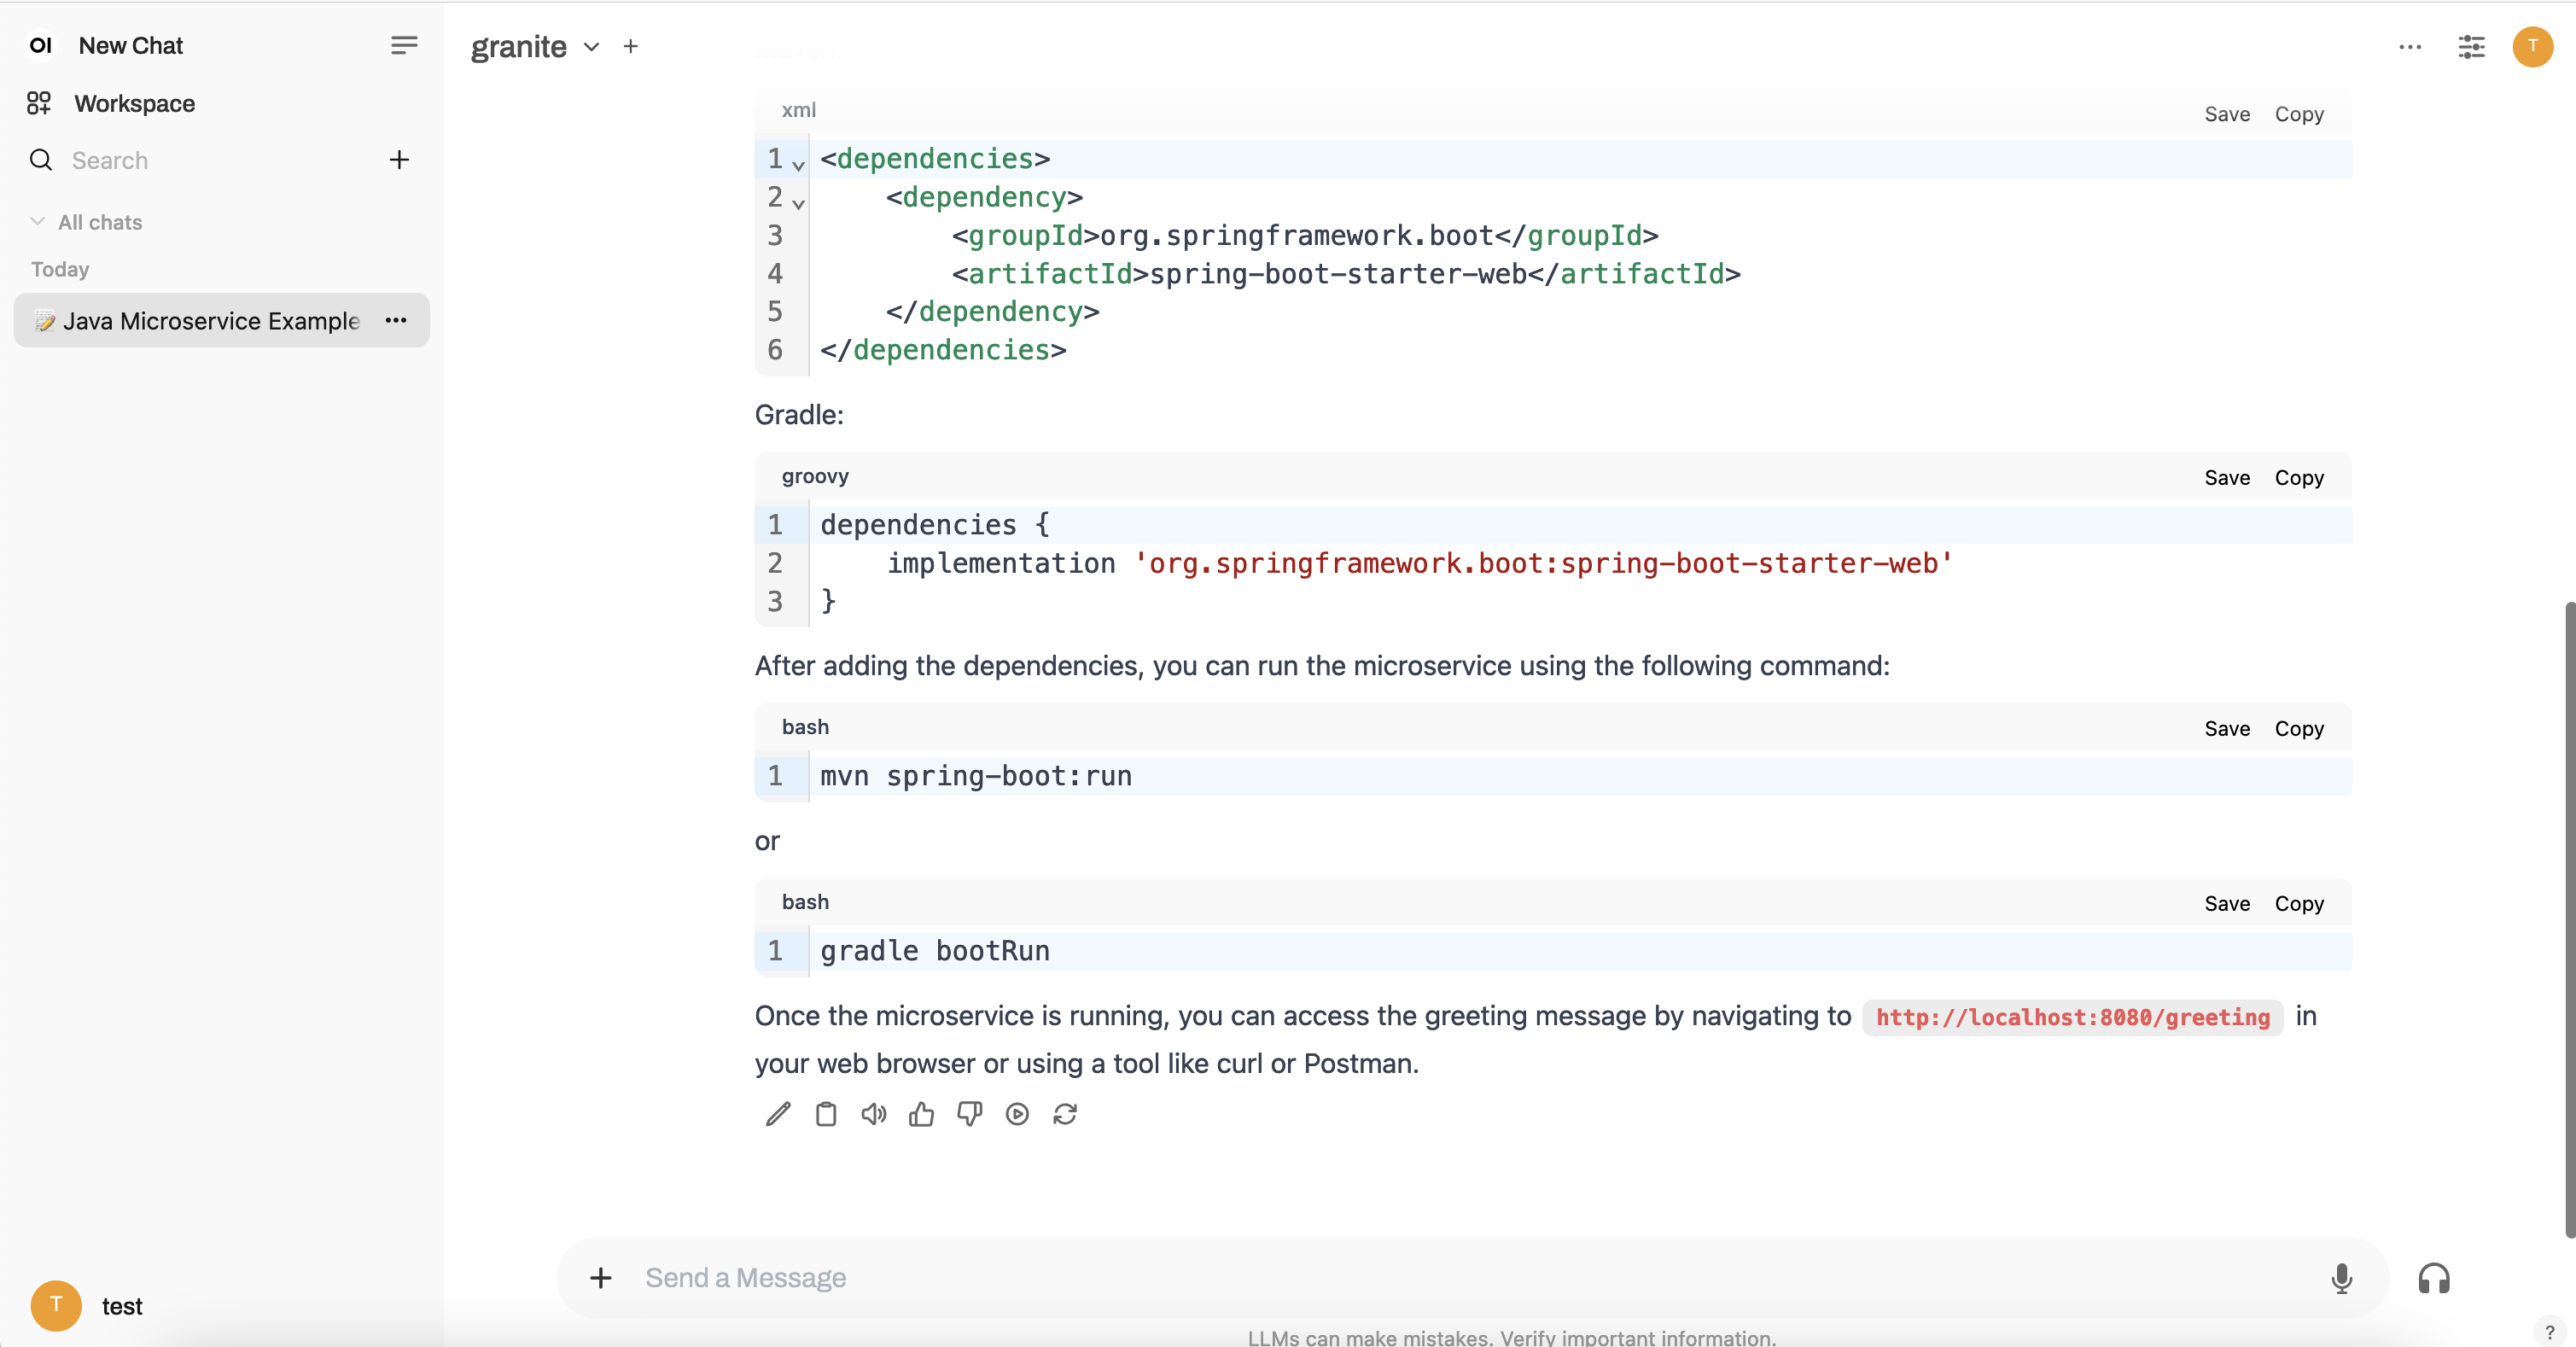 OI New Chat
Workspace
Search
All chats
Today
📝 Java Microservice Example
T test
granite
T
xml Save Copy
1 <dependencies>
2     <dependency>
3         <groupId>org.springframework.boot</groupId>
4         <artifactId>spring-boot-starter-web</artifactId>
5     </dependency>
6 </dependencies>
Gradle:
groovy Save Copy
1 dependencies {
2     implementation 'org.springframework.boot:spring-boot-starter-web'
3 }
After adding the dependencies, you can run the microservice using the following command:
bash Save Copy
1 mvn spring-boot:run
or
bash Save Copy
1 gradle bootRun
Once the microservice is running, you can access the greeting message by navigating to http://localhost:8080/greeting in
your web browser or using a tool like curl or Postman.
Send a Message
LLMs can make mistakes. Verify important information.
?